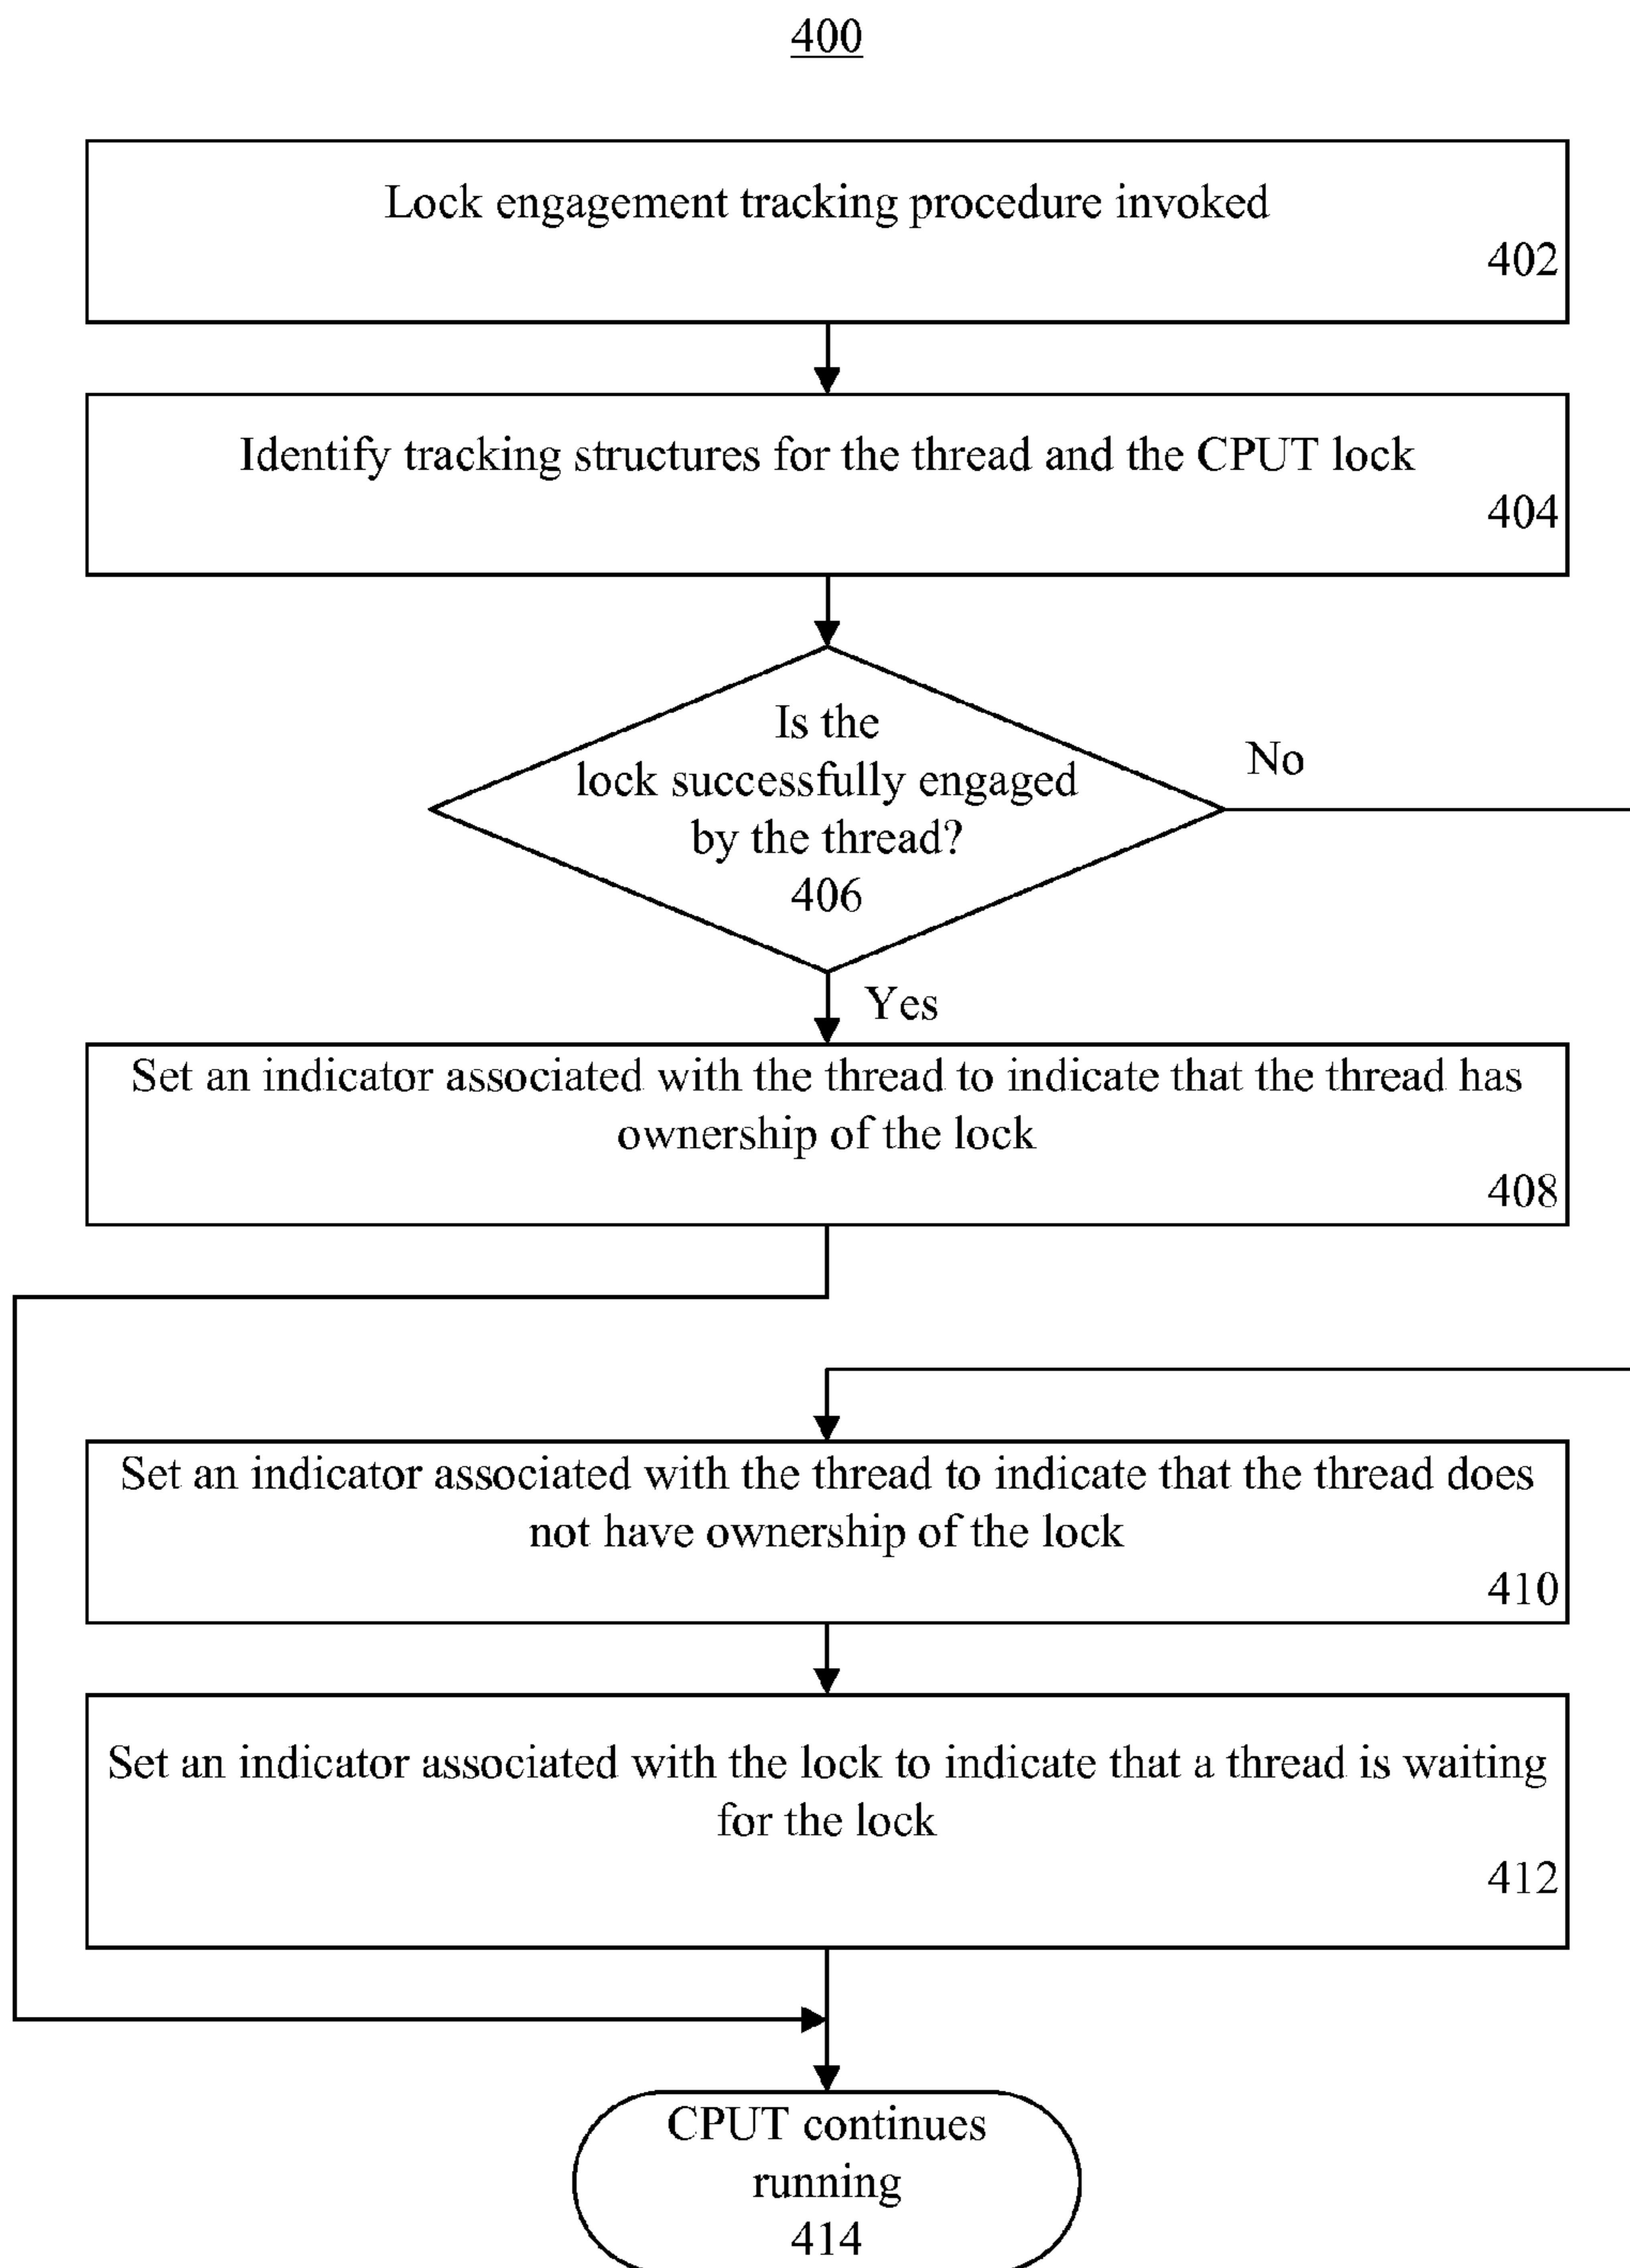 400
Lock engagement tracking procedure invoked
402
Identify tracking structures for the thread and the CPUT lock
404
Is the
lock successfully engaged
by the thread?
406
No
Yes
Set an indicator associated with the thread to indicate that the thread has
ownership of the lock
408
Set an indicator associated with the thread to indicate that the thread does
not have ownership of the lock
410
Set an indicator associated with the lock to indicate that a thread is waiting
for the lock
412
CPUT continues
running
414